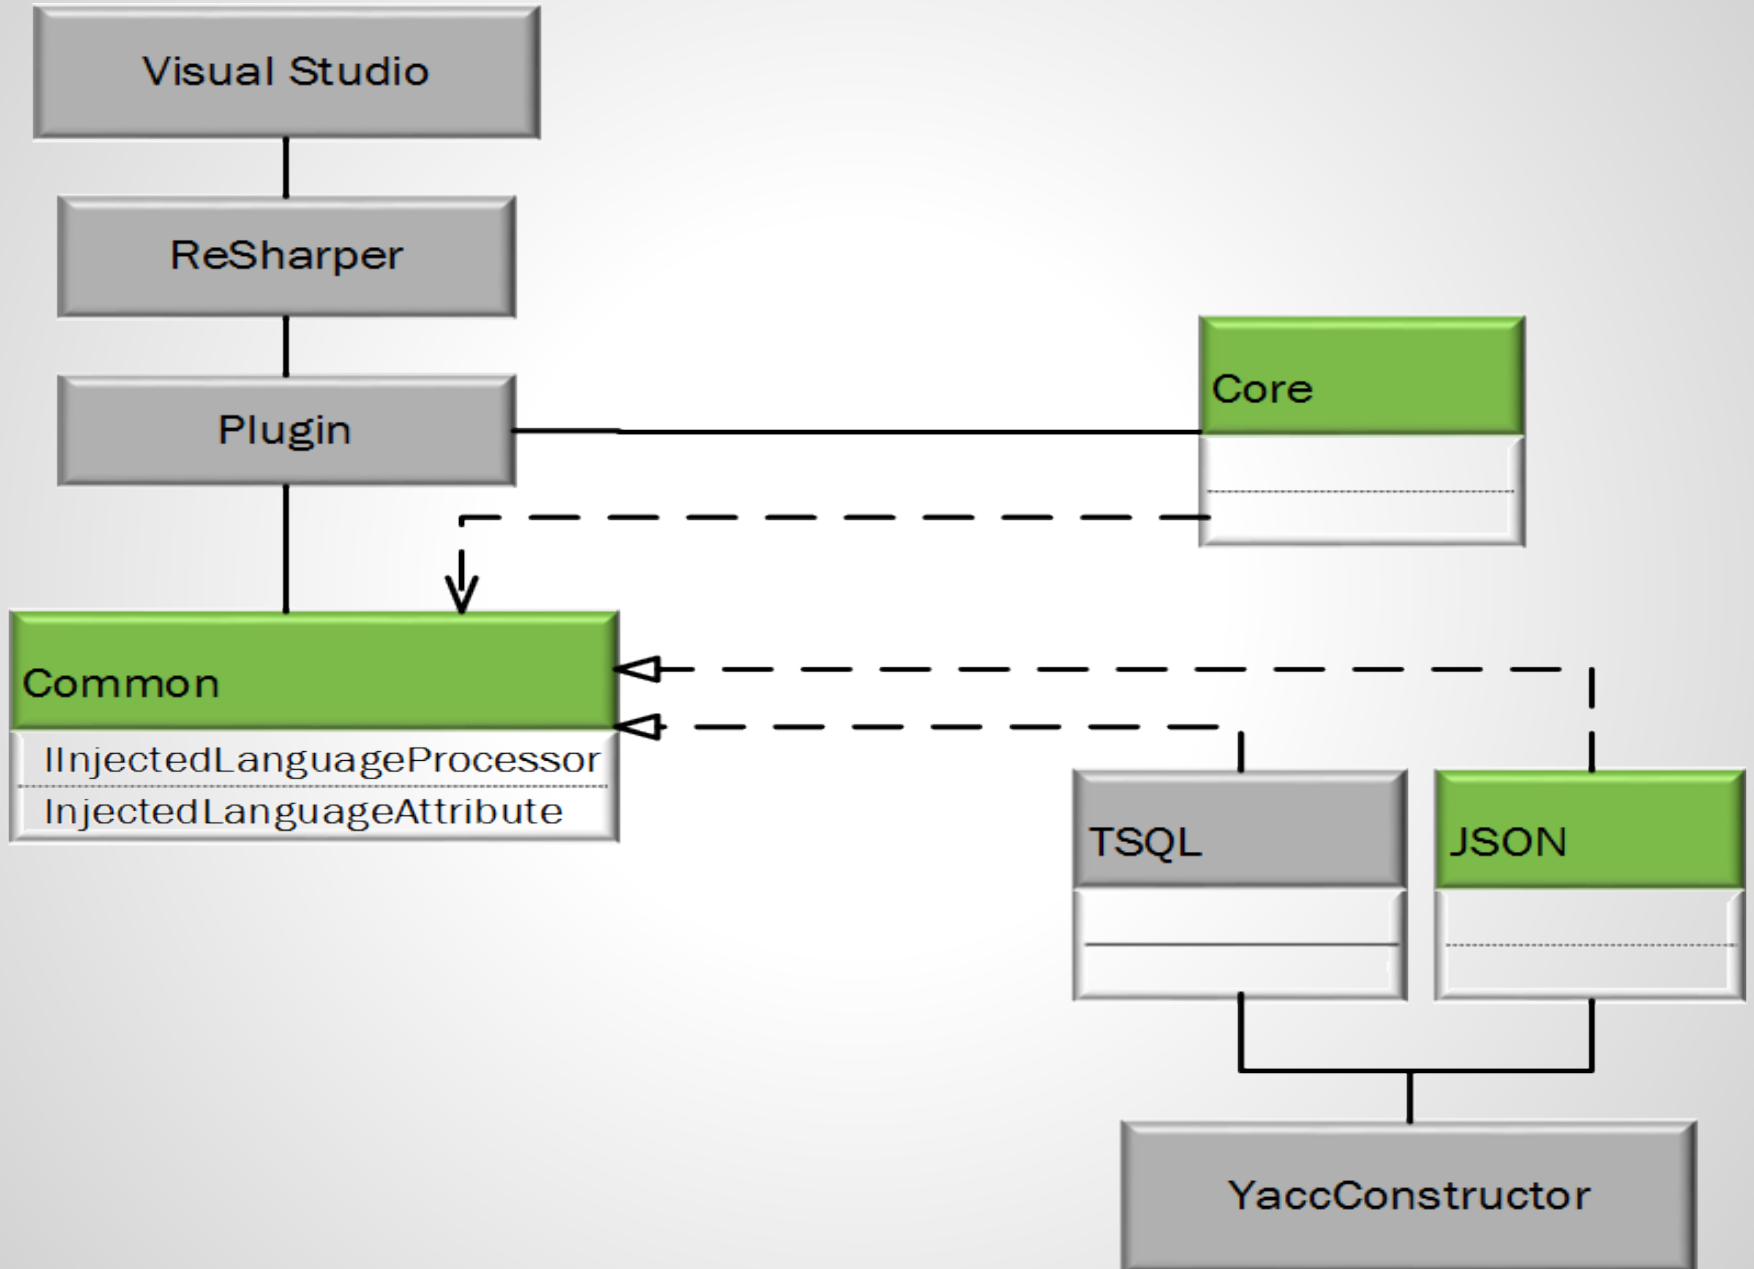 Visual Studio
ReSharper
Plugin
Core
Common
IInjectedLanguageProcessor
InjectedLanguageAttribute
TSQL
JSON
YaccConstructor